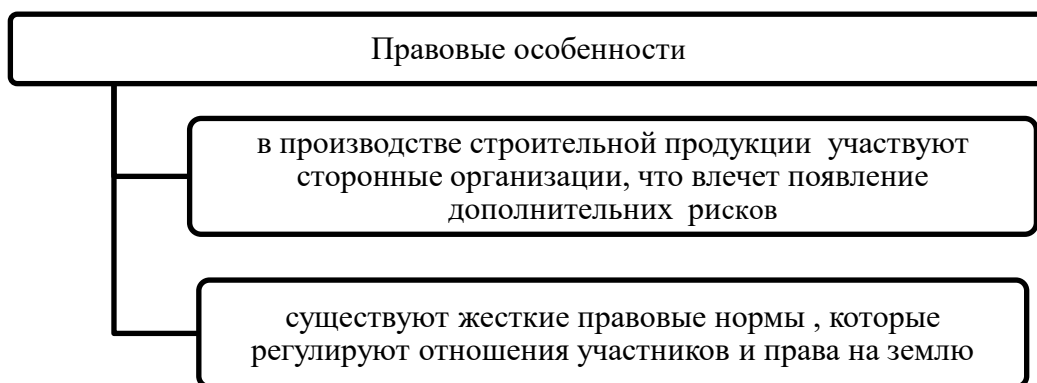 Правовые особенности
в производстве строительной продукции участвуют
сторонные организации, что влечет появление
дополнительних рисков
существуют жесткие правовые нормы , которые
регулируют отношения участников и права на землю